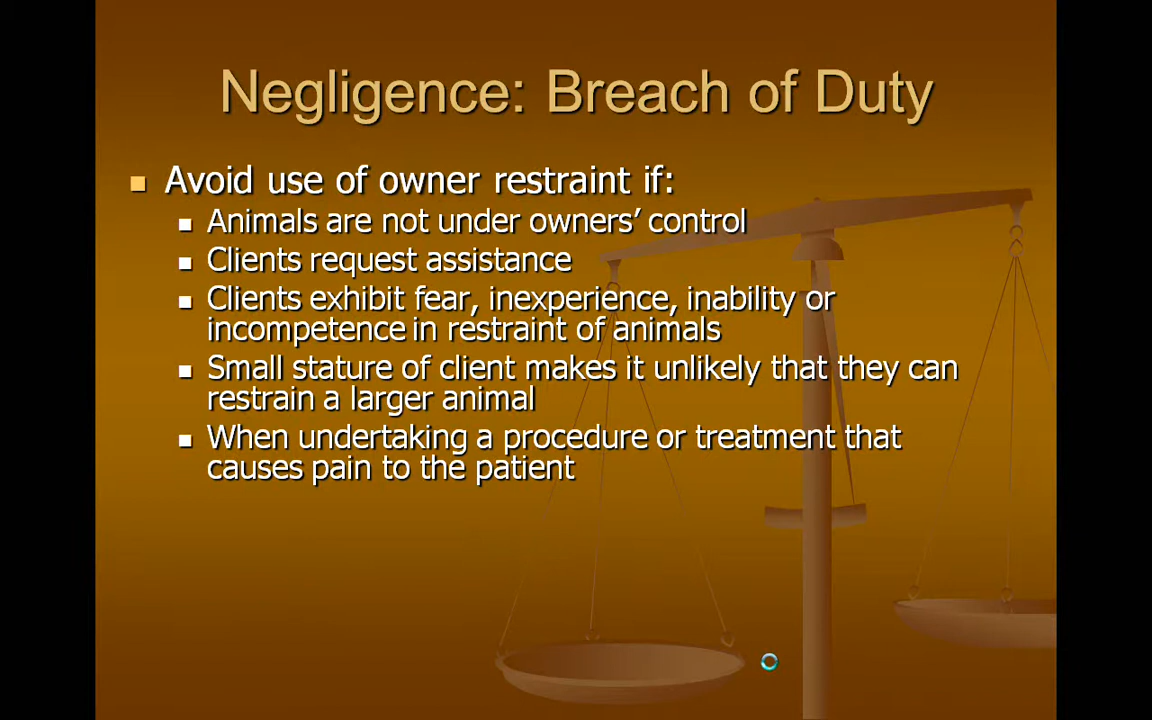 Negligence: Breach of Duty
Avoid use of owner restraint if:
Animals are not under owners’ control
Clients request assistance
Clients exhibit fear, inexperience, inability or
incompetence in restraint of animals
Small stature of client makes it unlikely that they can
restrain a larger animal
When undertaking a procedure or treatment that
causes pain to the patient